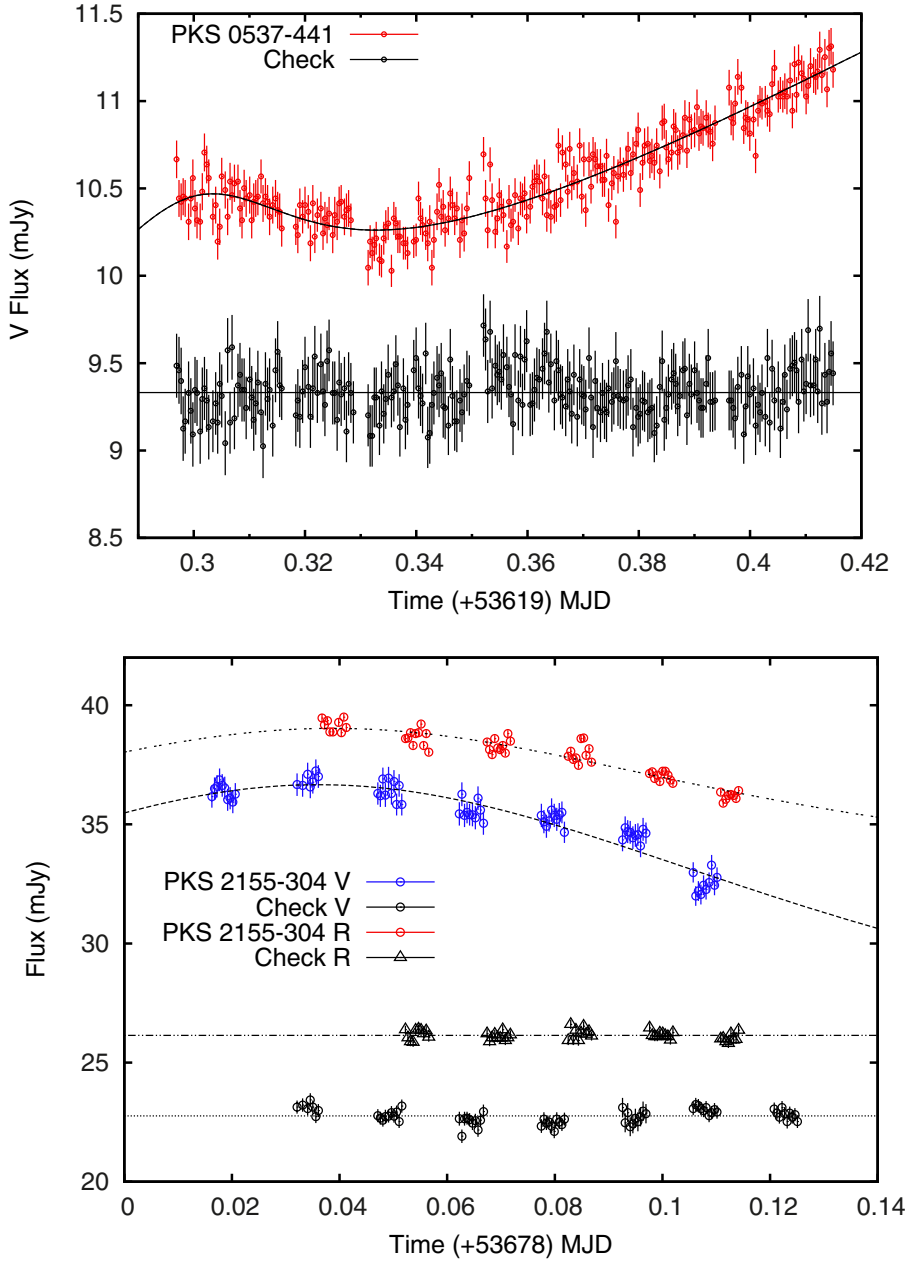 11.5
PKS 0537-441
Check
11
10.5
10
9.5
9
8.5
V Flux (mJy)
0.3 0.32 0.34 0.36 0.38 0.4 0.42
Time (+53619) MJD
40
35
30
25
20
Flux (mJy)
PKS 2155-304 V
Check V
PKS 2155-304 R
Check R
0 0.02 0.04 0.06 0.08 0.1 0.12 0.14
Time (+53678) MJD